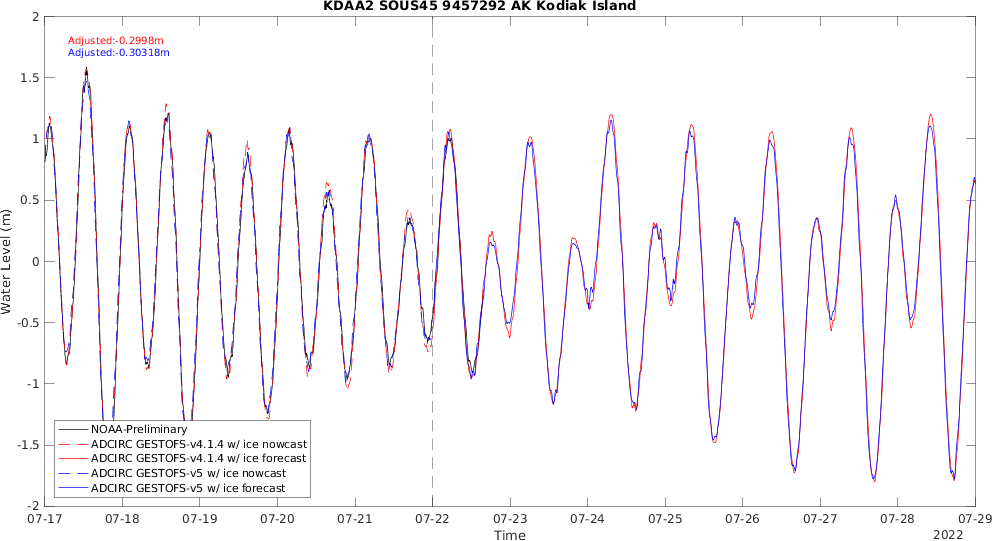 KDAA2 SOUS45 9457292 AK Kodiak Island
Adjusted:-0.2998m
Adjusted:-0.30318m
2
1.5
1
0.5
0
-0.5
-1
-1.5
-2
Water Level (m)
NOAA-Preliminary
ADCIRC GESTOFS-v4.1.4 w/ ice nowcast
ADCIRC GESTOFS-v4.1.4 w/ ice forecast
ADCIRC GESTOFS-v5 w/ ice nowcast
ADCIRC GESTOFS-v5 w/ ice forecast
07-17 07-18 07-19 07-20 07-21 07-22 07-23 07-24 07-25 07-26 07-27 07-28 07-29
Time
2022